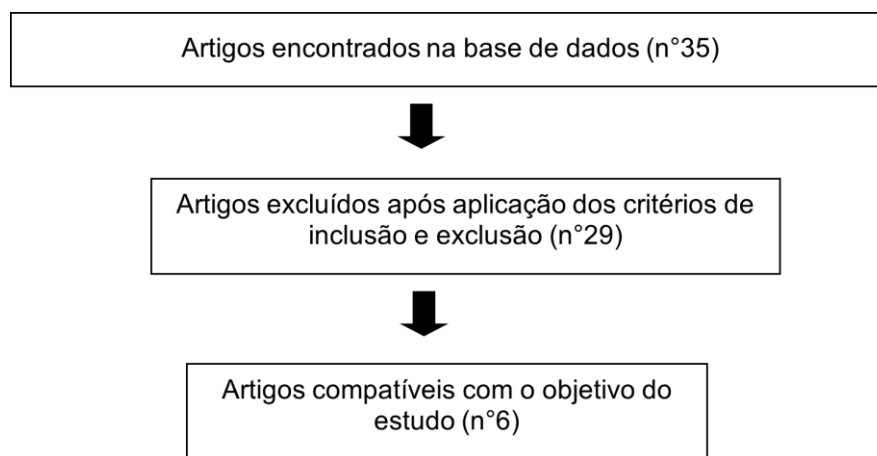 Artigos encontrados na base de dados (n°35)
Artigos excluídos após aplicação dos critérios de
inclusão e exclusão (n°29)
Artigos compatíveis com o objetivo do
estudo (n°6)